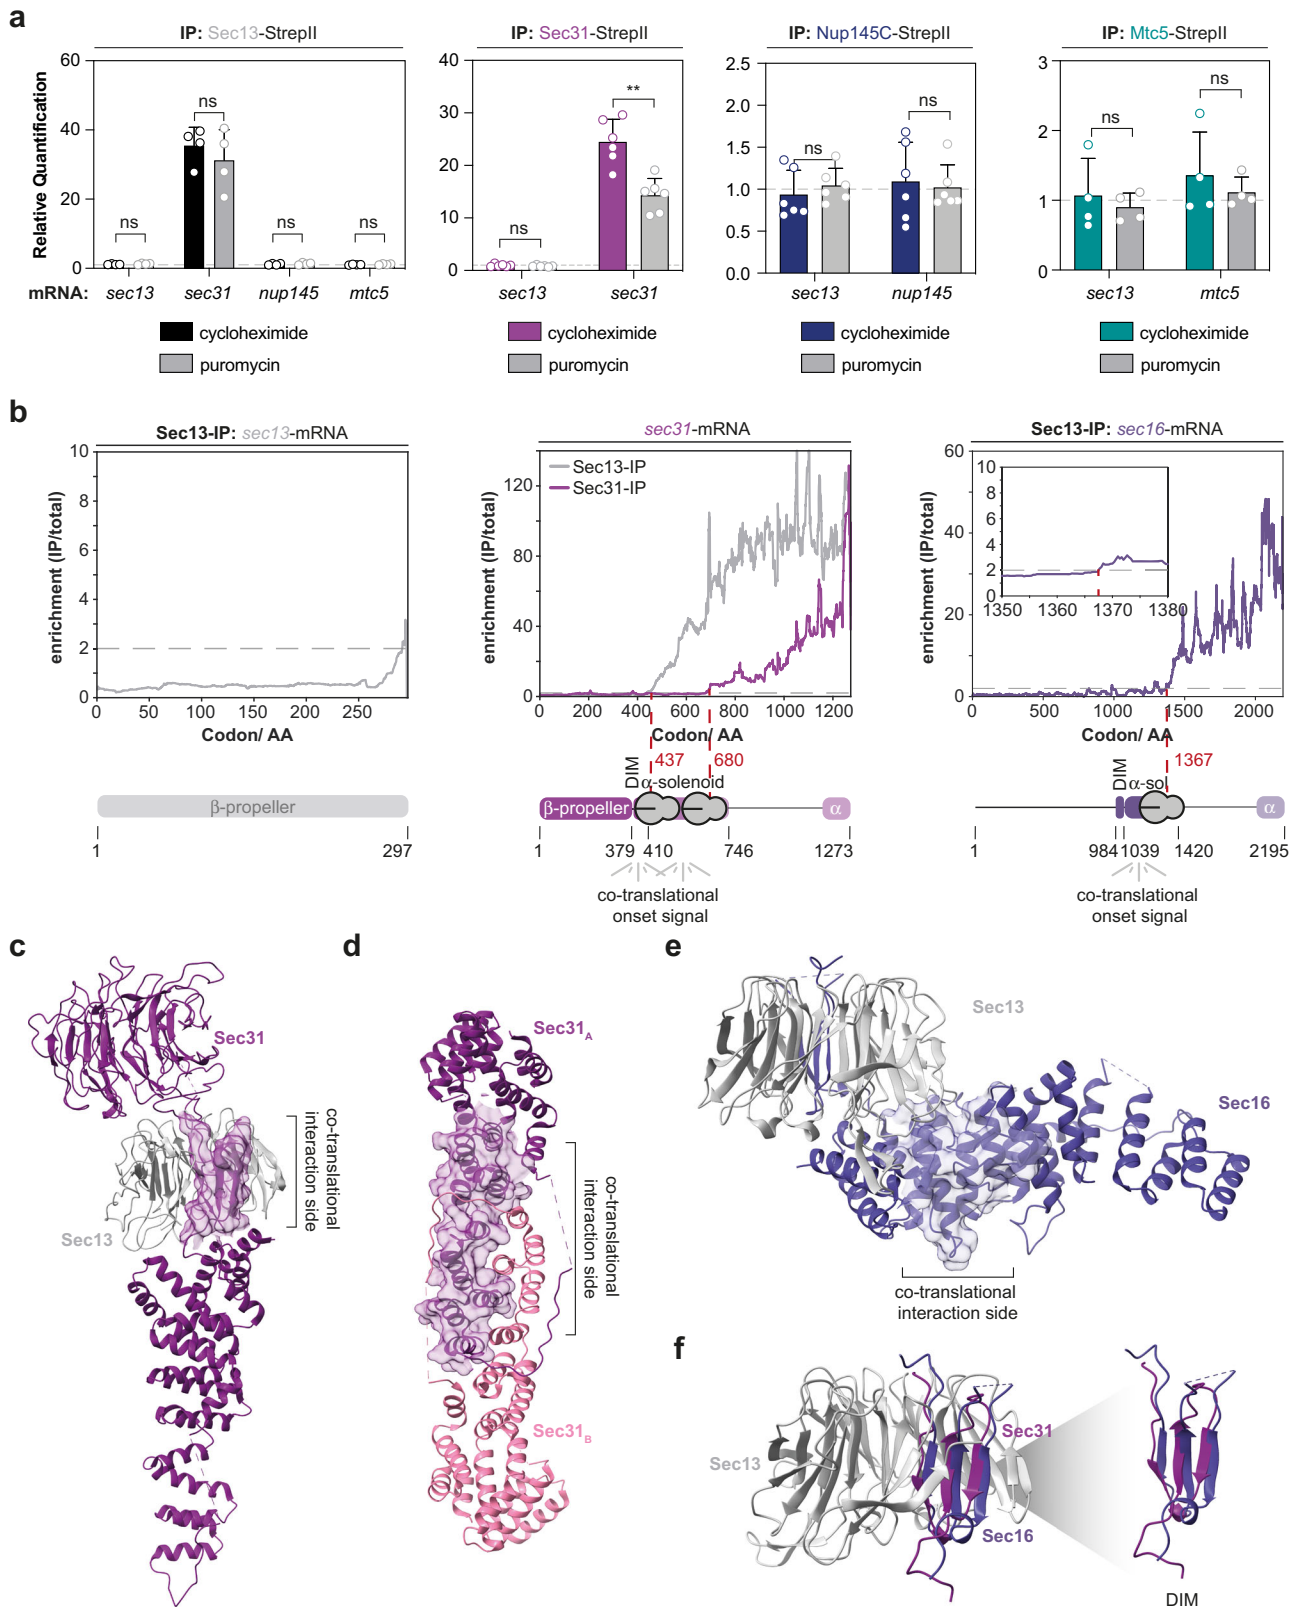 a
IP: Sec13-StrepII
IP: Sec31-StrepII
IP: Nup145C-StrepII
IP: Mtc5-StrepII
Relative Quantification
60
40
20
0
ns
ns
ns
ns
mRNA: sec13 sec31 nup145 mtc5
cycloheximide
puromycin
40
30
20
10
0
ns
**
sec13 sec31
cycloheximide
puromycin
2.5
2.0
1.5
1.0
0.5
0.0
ns
ns
sec13 nup145
cycloheximide
puromycin
3
2
1
0
ns
ns
sec13 mtc5
cycloheximide
puromycin
b
Sec13-IP: sec13-mRNA
enrichment (IP/total)
10
8
6
4
2
0
0 50 100 150 200 250
Codon/ AA
β-propeller
1 297
sec31-mRNA
Sec13-IP
Sec31-IP
enrichment (IP/total)
120
80
40
0
0 200 400 600 800 1000 1200
Codon/ AA
437 680
DIM
α-solenoid
β-propeller
α
1 379 410 746 1273
co-translational
onset signal
Sec13-IP: sec16-mRNA
enrichment (IP/total)
60
40
20
0
10
8
6
4
2
0
1350 1360 1370 1380
0 500 1000 1500 2000
Codon/ AA
1367
DIM
α-sol
α
1 984 1039 1420 2195
co-translational
onset signal
c
Sec31
Sec13
co-translational
interaction side
d
Sec31A
co-translational
interaction side
Sec31B
e
Sec13
Sec16
co-translational
interaction side
f
Sec31
Sec13
Sec16
DIM